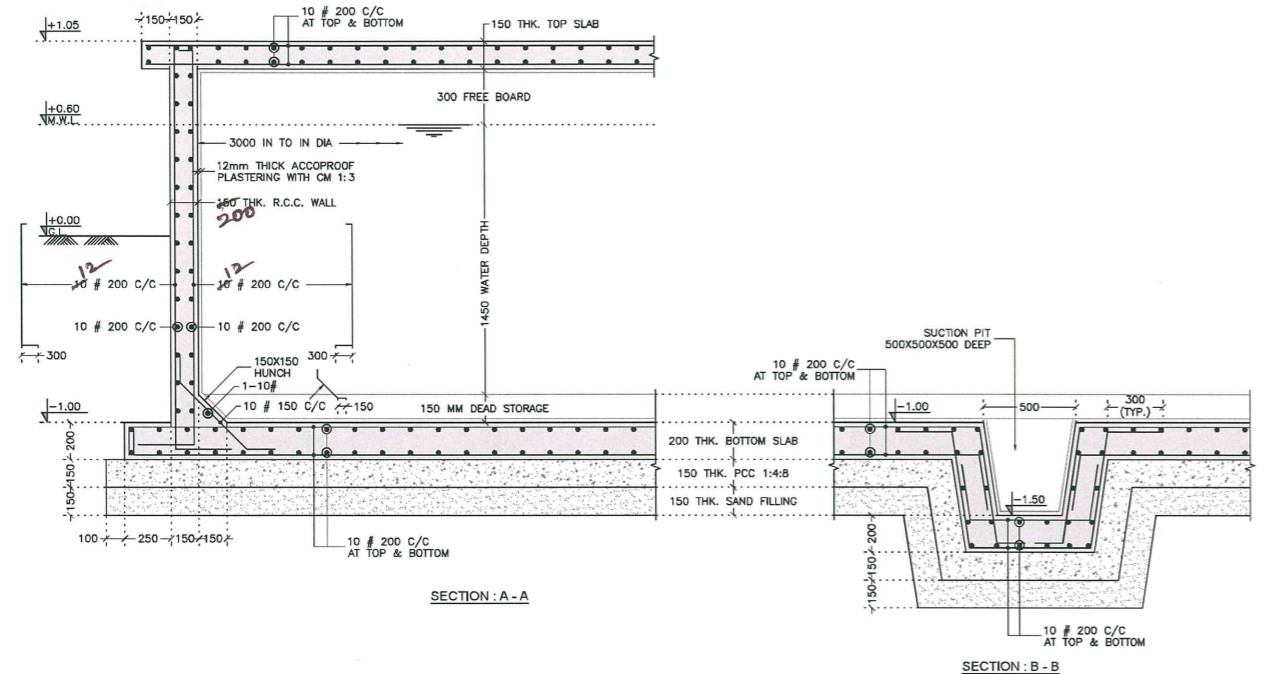 150 150
10 # 200 C/C
AT TOP & BOTTOM
150 THK. TOP SLAB
+1.05
300 FREE BOARD
+0.60
M.W.L.
3000 IN TO IN DIA
12mm THICK ACCOPROOF
PLASTERING WITH CM 1:3
150 THK. R.C.C. WALL
200
+0.00
G.L.
12
10 # 200 C/C
12
10 # 200 C/C
1450 WATER DEPTH
10 # 200 C/C
10 # 200 C/C
300
300
150X150
HUNCH
1-10#
10 # 150 C/C
150
150 MM DEAD STORAGE
-1.00
200
150
150
200 THK. BOTTOM SLAB
150 THK. PCC 1:4:8
150 THK. SAND FILLING
100 250 150 150
10 # 200 C/C
AT TOP & BOTTOM
SECTION : A - A
SUCTION PIT
500X500X500 DEEP
10 # 200 C/C
AT TOP & BOTTOM
-1.00
500
300
(TYP.)
-1.50
200
150
150
10 # 200 C/C
AT TOP & BOTTOM
SECTION : B - B